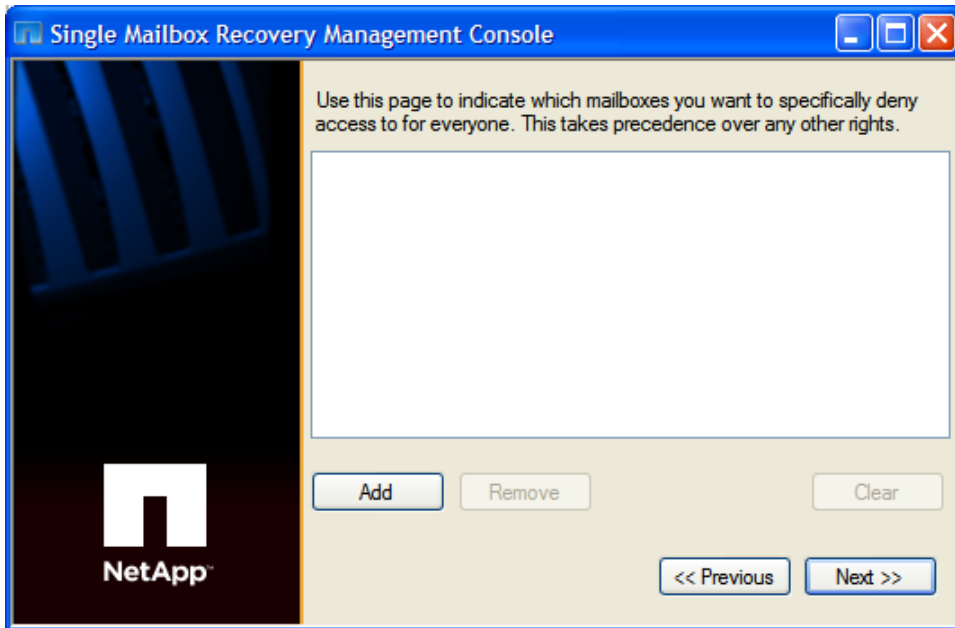 Single Mailbox Recovery Management Console
Use this page to indicate which mailboxes you want to specifically deny
access to for everyone. This takes precedence over any other rights.
Add Remove Clear
NetApp™
<< Previous Next >>